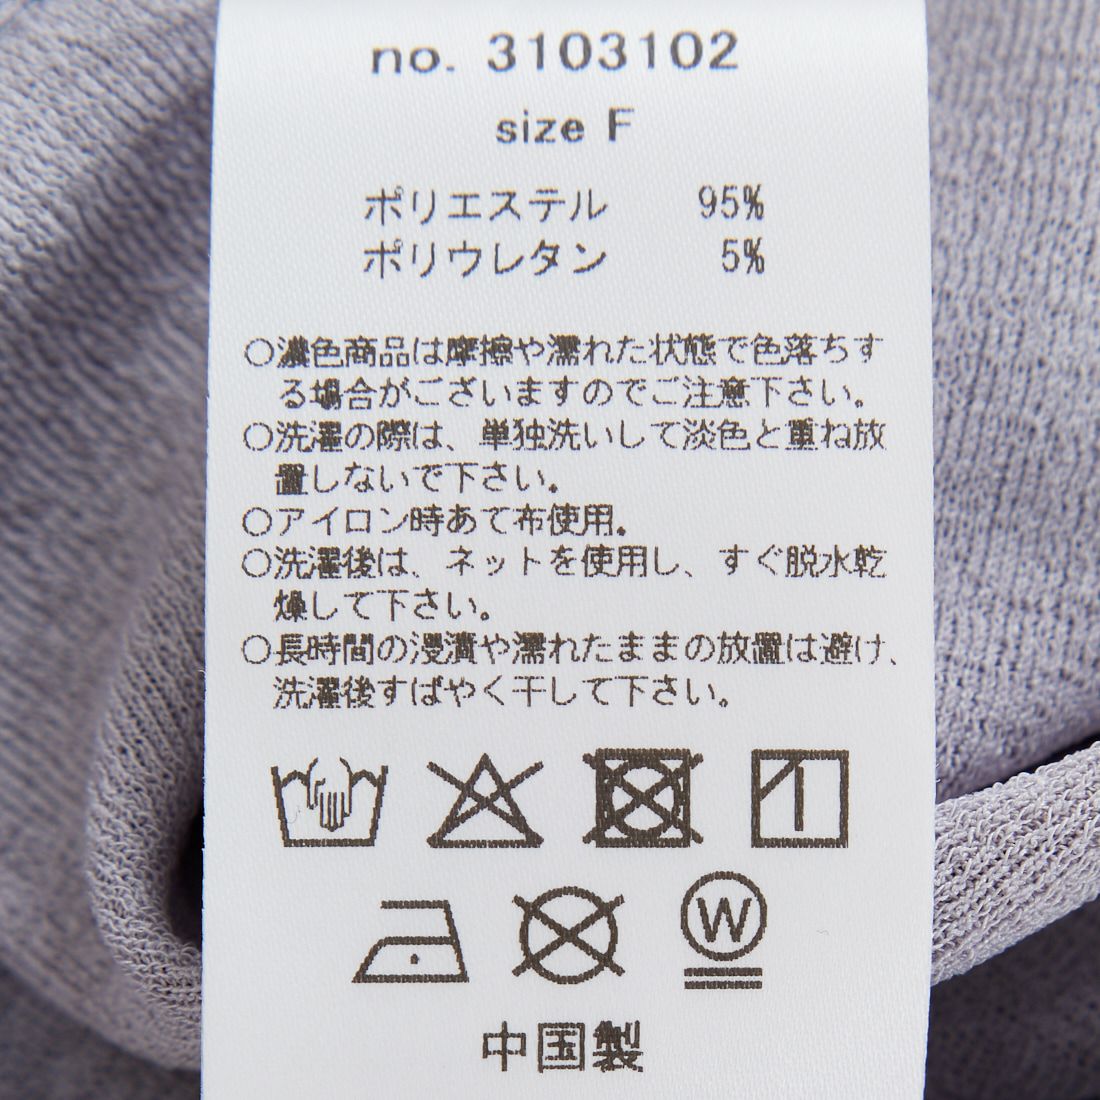 no. 3103102
size F
ポリエステル 95%
ポリウレタン 5%
○濃色商品は摩擦や濡れた状態で色落ちす
る場合がございますのでご注意下さい。
○洗濯の際は、単独洗いして淡色と重ね放
置しないで下さい。
○アイロン時あて布使用。
○洗濯後は、ネットを使用し、すぐ脱水乾
燥して下さい。
○長時間の浸漬や濡れたままの放置は避け、
洗濯後すばやく干して下さい。
W
中国製